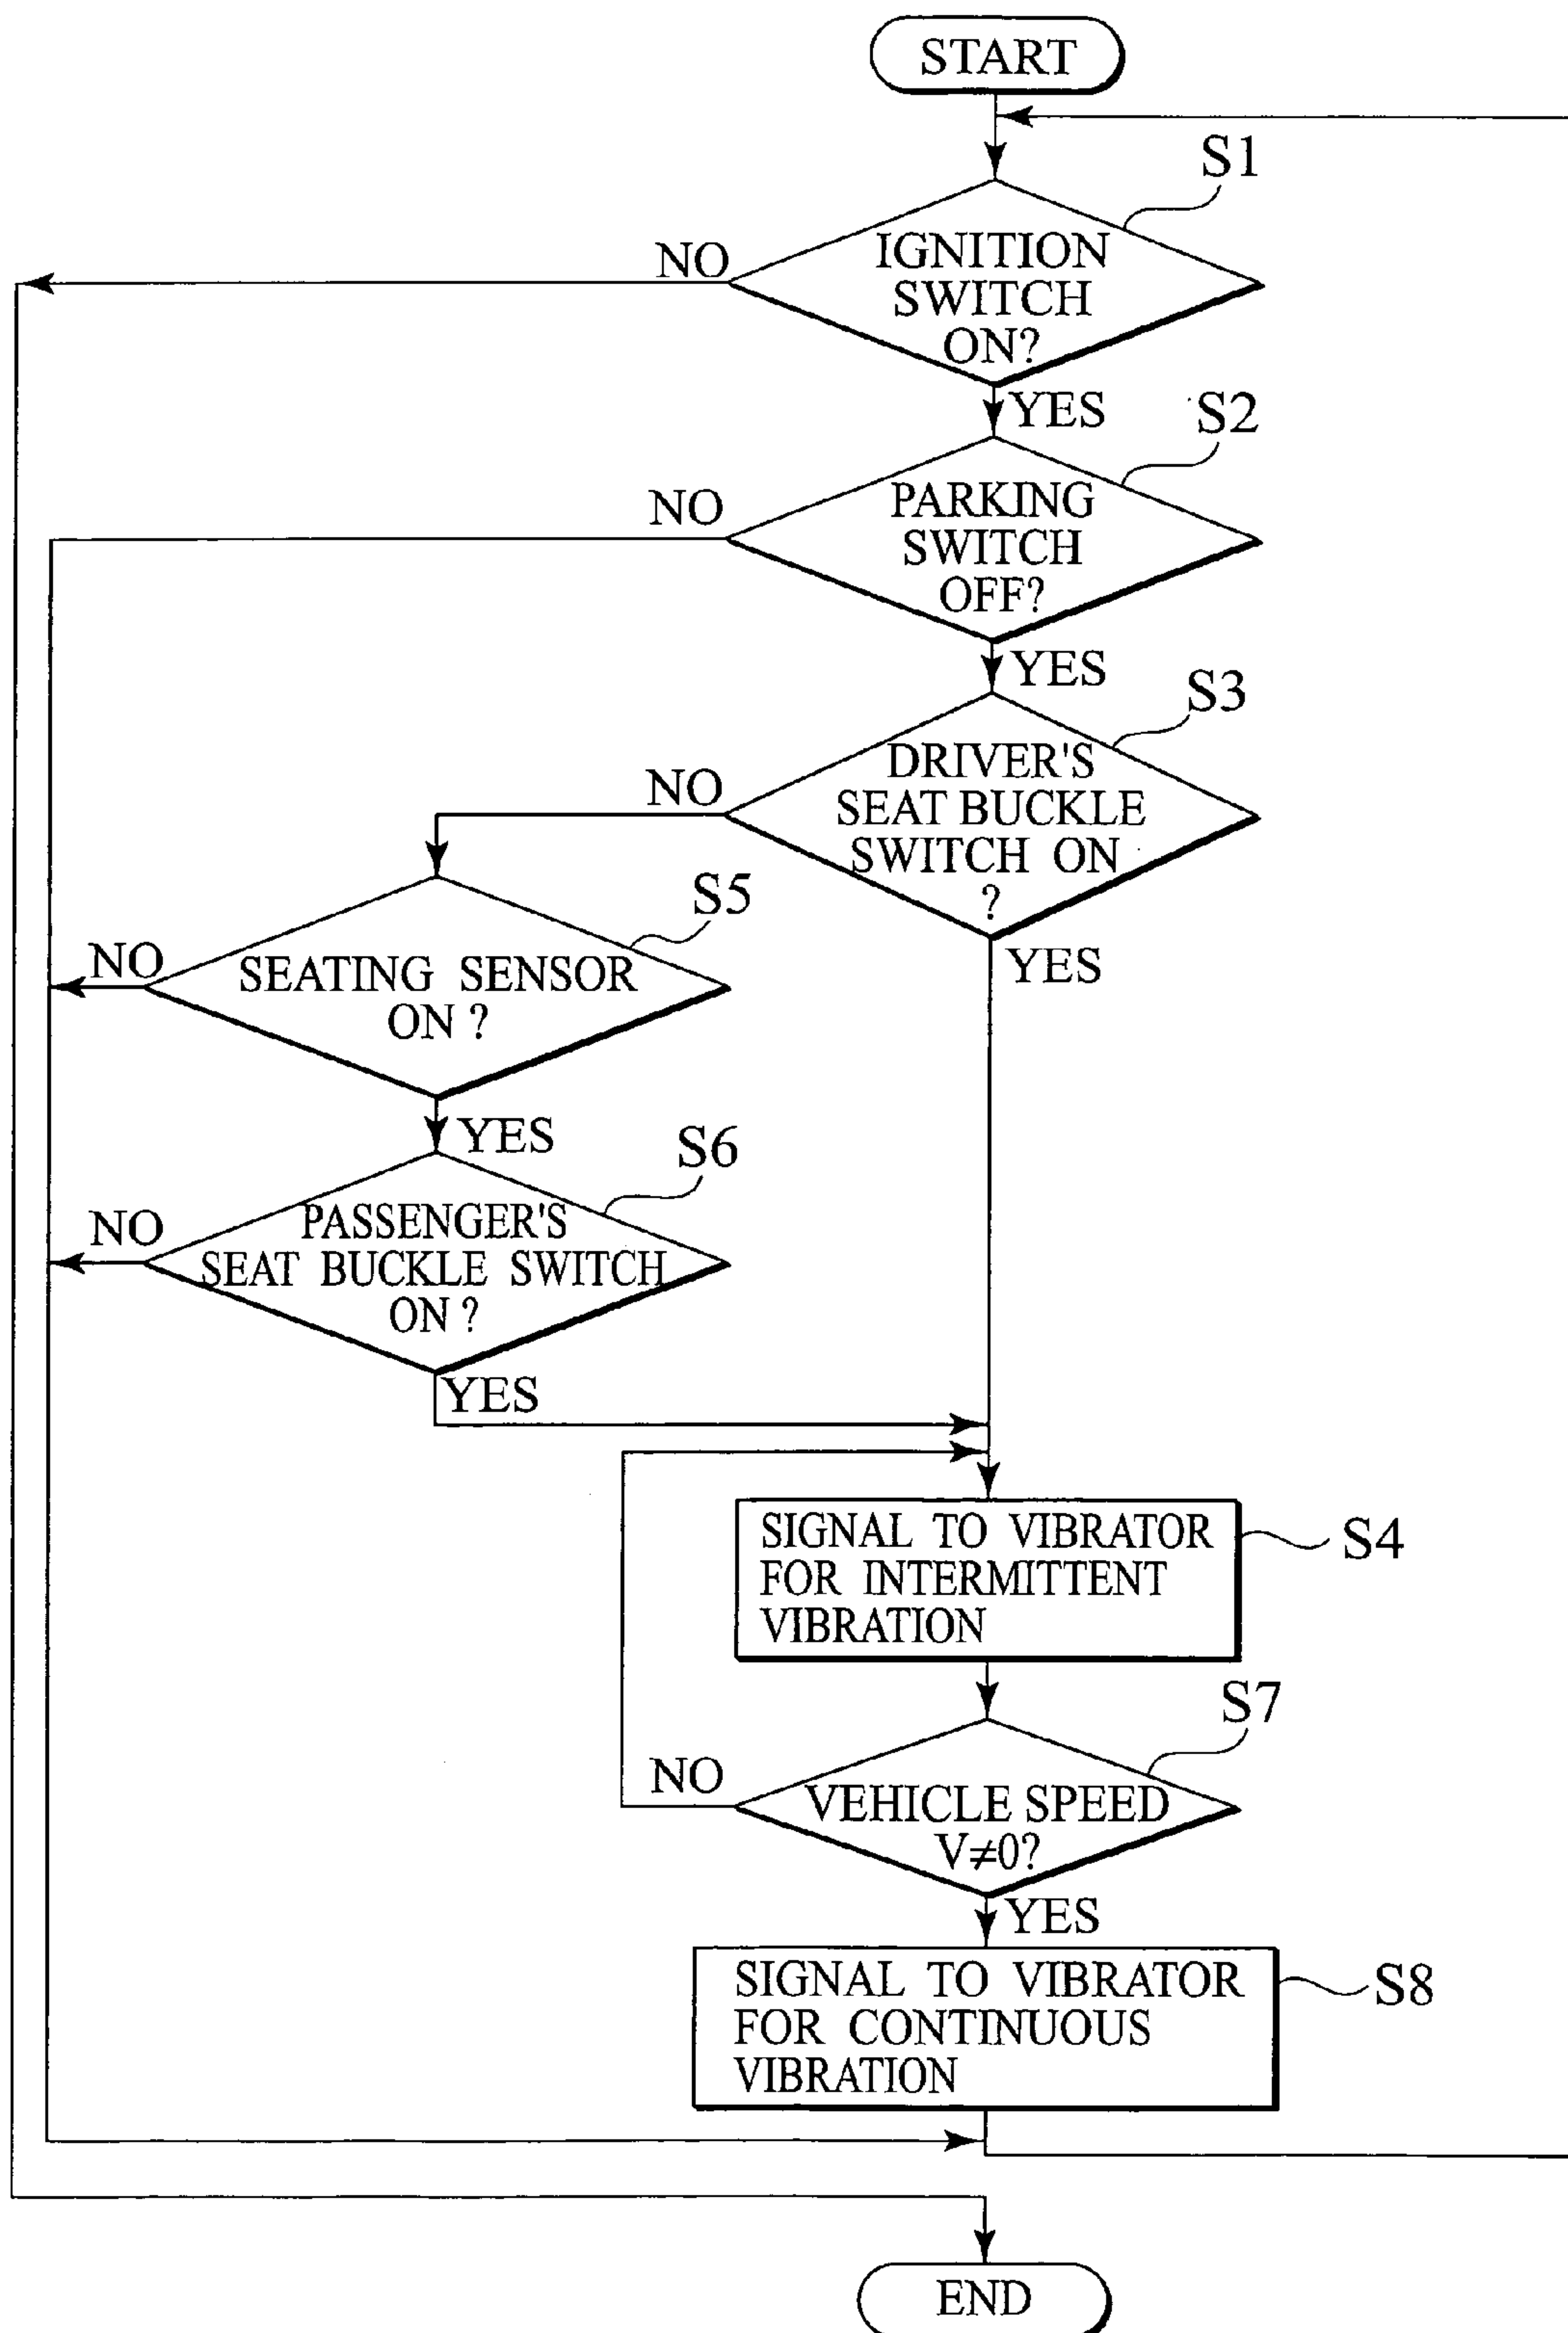 START
S1
NO
IGNITION
SWITCH
ON?
YES
S2
NO
PARKING
SWITCH
OFF?
YES
S3
NO
DRIVER'S
SEAT BUCKLE
SWITCH ON
?
YES
S5
NO
SEATING SENSOR
ON ?
YES
S6
NO
PASSENGER'S
SEAT BUCKLE SWITCH
ON ?
YES
SIGNAL TO VIBRATOR
FOR INTERMITTENT
VIBRATION
S4
S7
NO
VEHICLE SPEED
V≠0?
YES
SIGNAL TO VIBRATOR
FOR CONTINUOUS
VIBRATION
S8
END